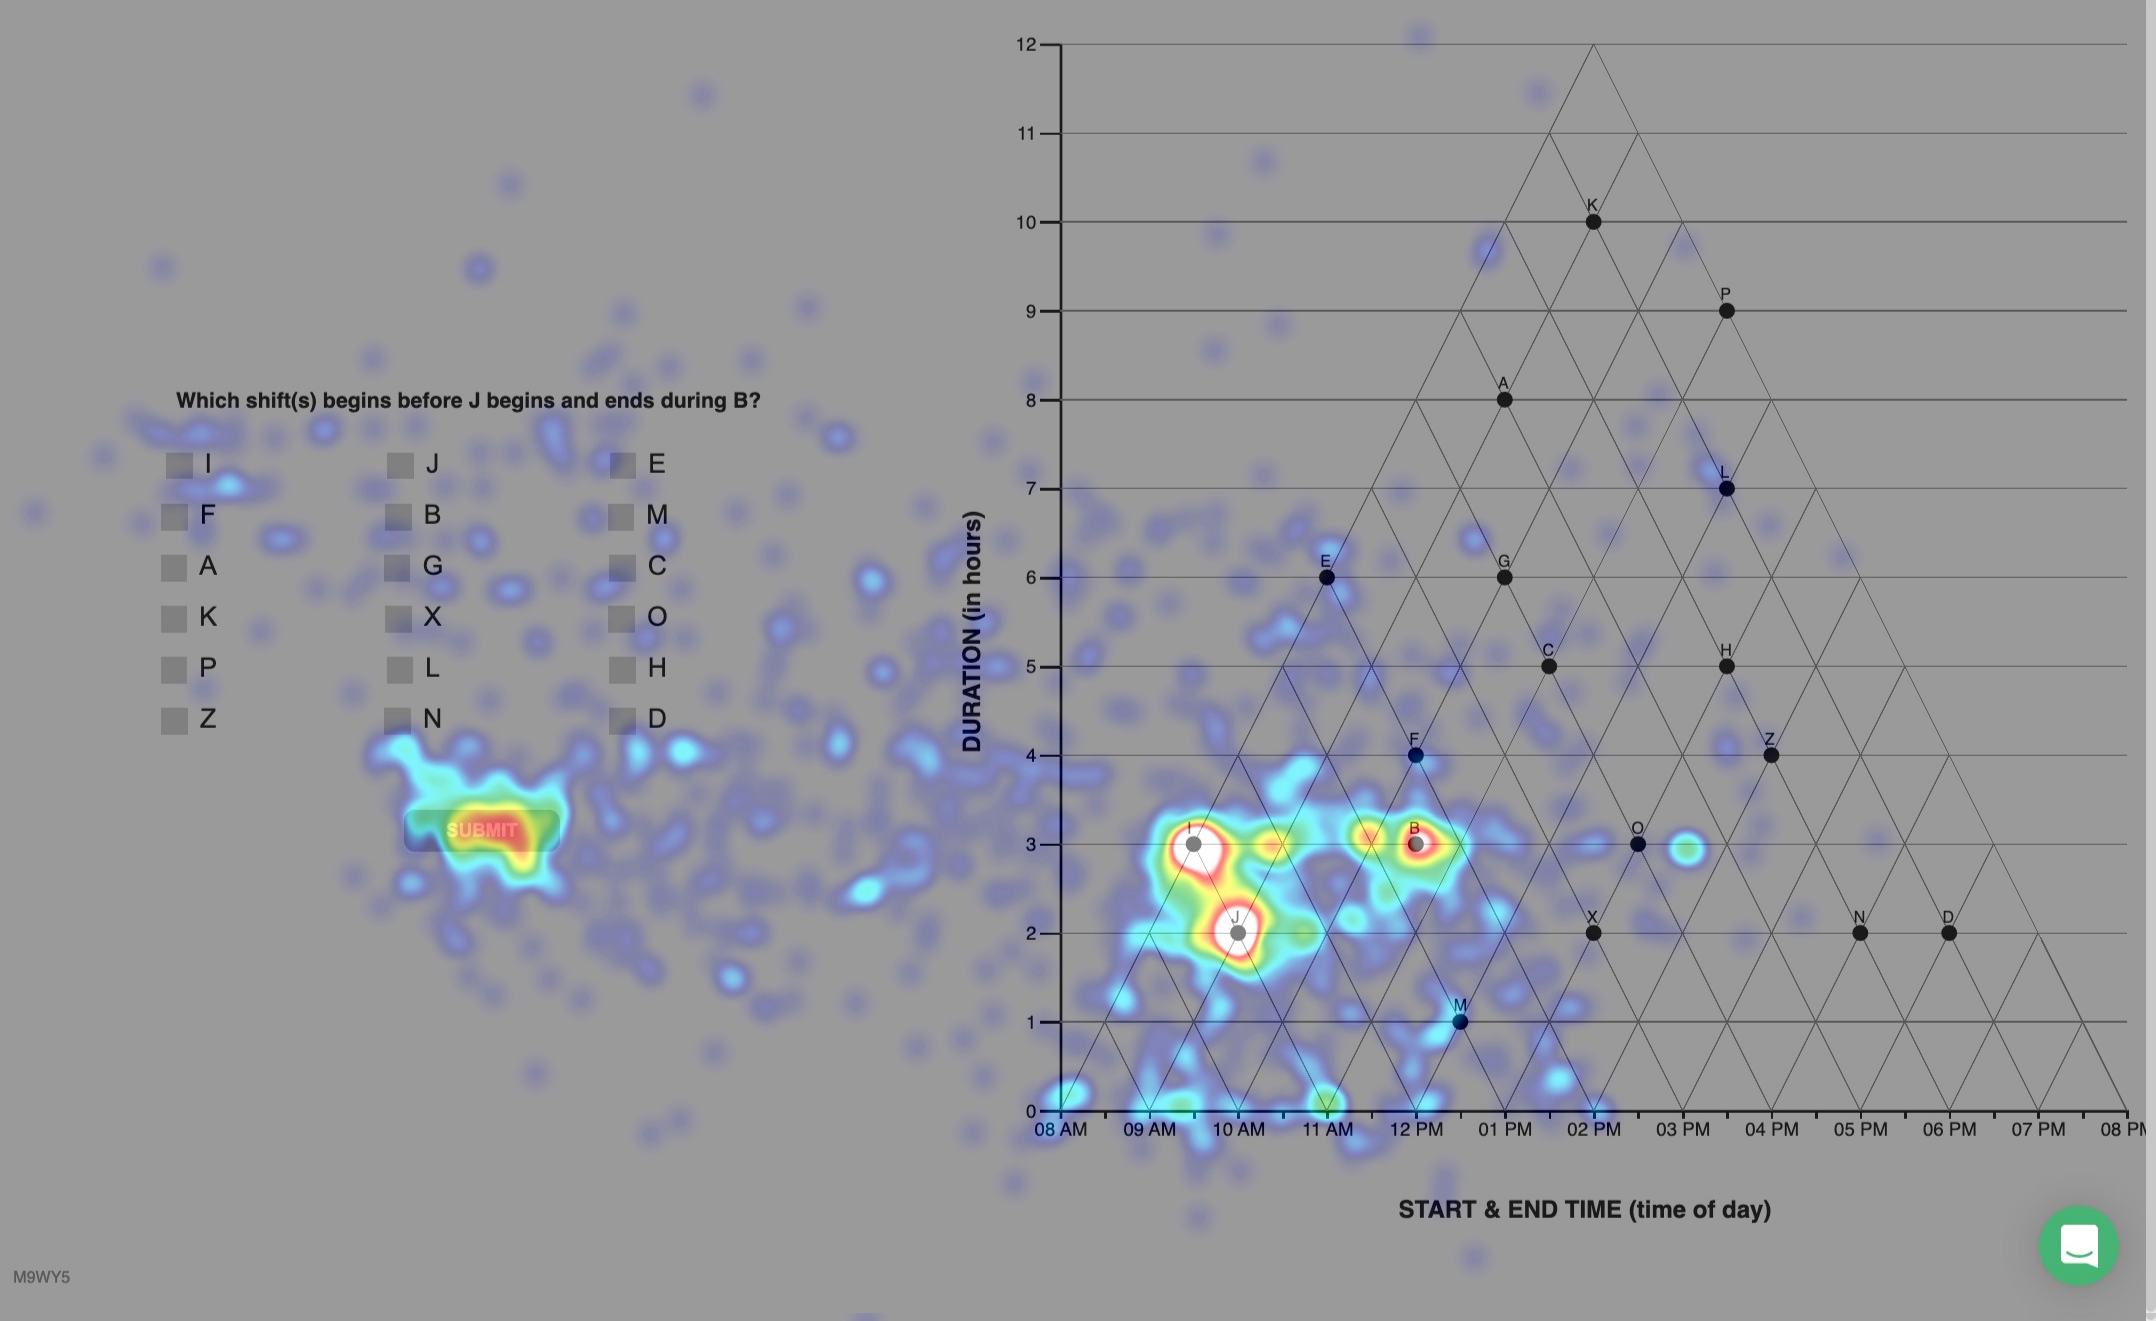 Which shift(s) begins before J begins and ends during B?
I J E
F B M
A G C
K X O
P L H
Z N D
SUBMIT
M9WY5
DURATION (in hours)
12
11
10
9
8
7
6
5
4
3
2
1
0
K
P
A
L
E G
C H
F Z
I B O
J X N D
M
08 AM 09 AM 10 AM 11 AM 12 PM 01 PM 02 PM 03 PM 04 PM 05 PM 06 PM 07 PM 08 PM
START & END TIME (time of day)